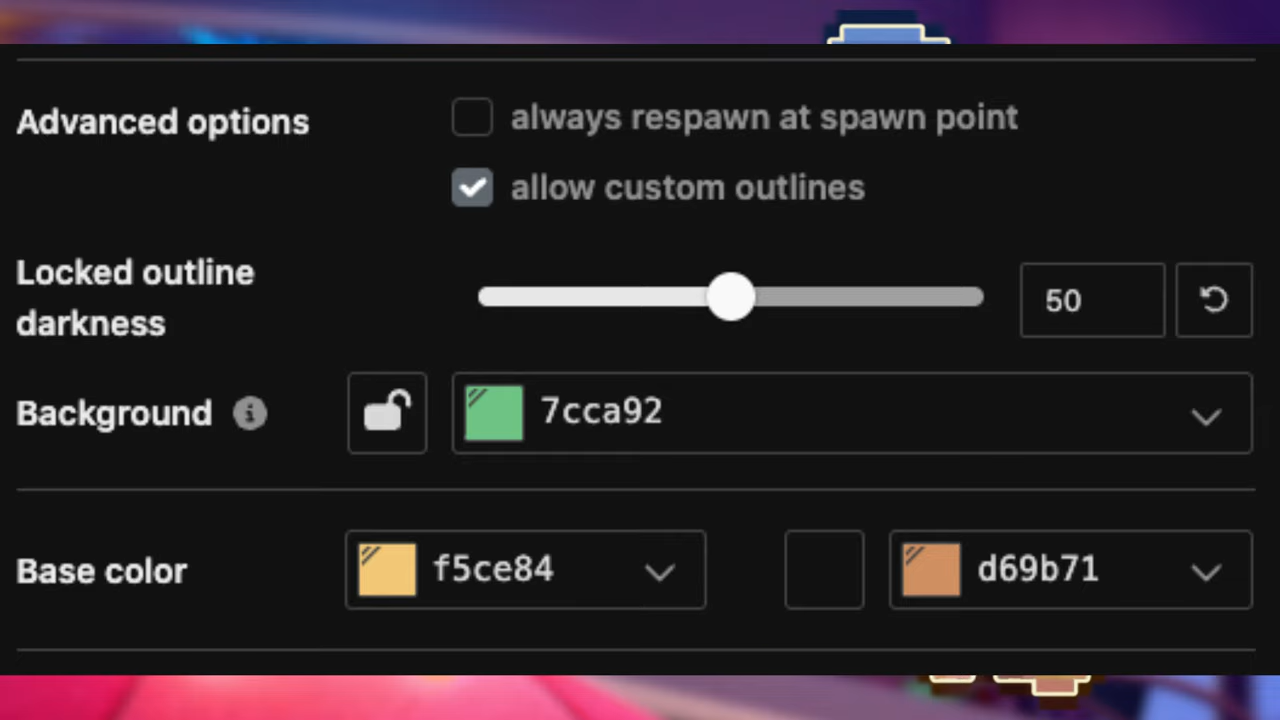 Advanced options
always respawn at spawn point
allow custom outlines
Locked outline
darkness
50
Background
7cca92
Base color
f5ce84
d69b71